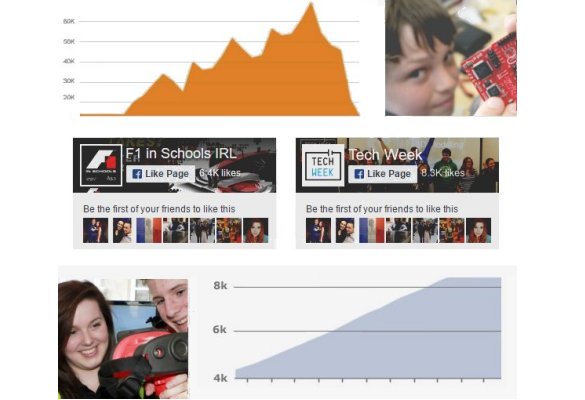 60K
50K
40K
30K
20K
F1 in Schools IRL
IN SCHOOLS
Like Page 6.4K likes
Be the first of your friends to like this
Tech Week
TECH
WEEK
Like Page 8.3K likes
Be the first of your friends to like this
8k
6k
4k